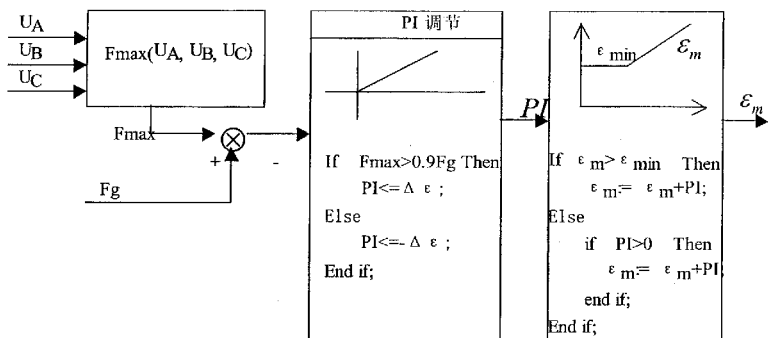 U_A
U_B
U_C
Fmax(U_A, U_B, U_C)
Fmax
+
-
Fg
PI 调节
If Fmax>0.9Fg Then
PI<=Δ ε ;
Else
PI<=-Δ ε ;
End if;
PI
ε min
ε_m
If ε m> ε min Then
ε m:= ε m+PI;
Else
if PI>0 Then
ε m:= ε m+PI
end if;
End if;
ε_m